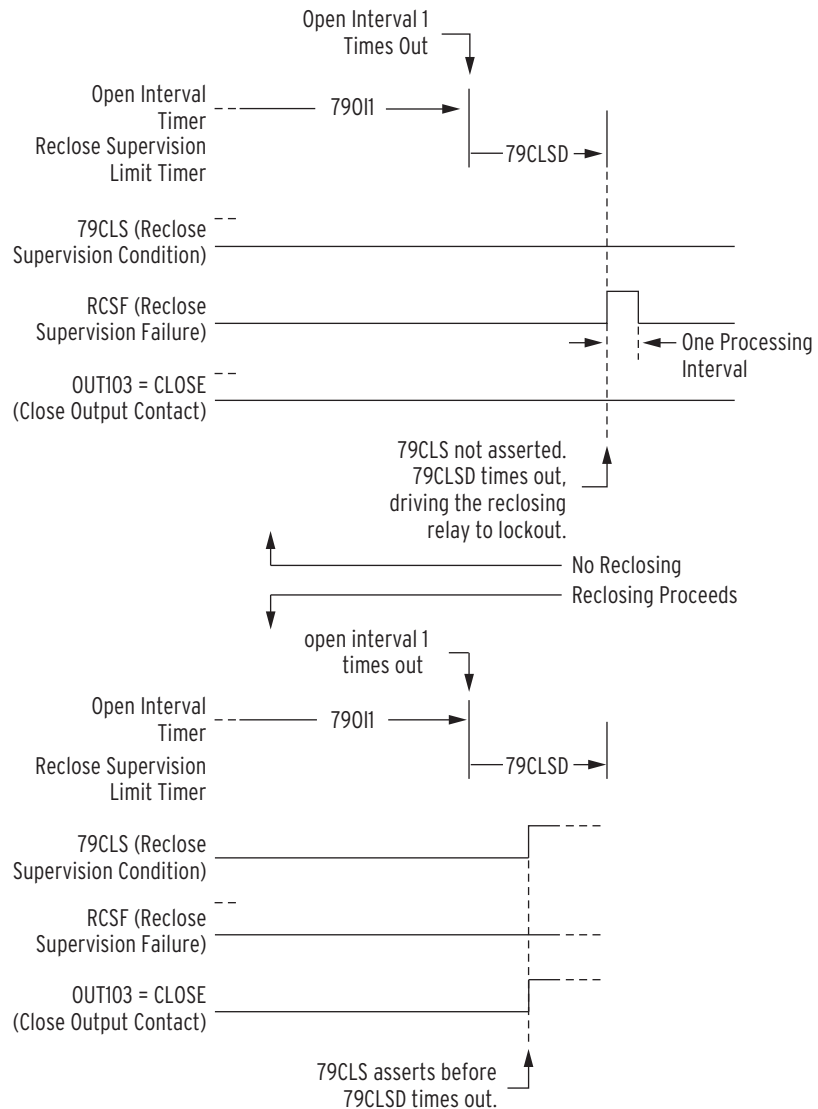 Open Interval 1
Times Out
Open Interval
Timer
79OI1
Reclose Supervision
Limit Timer
79CLSD
79CLS (Reclose
Supervision Condition)
RCSF (Reclose
Supervision Failure)
One Processing
Interval
OUT103 = CLOSE
(Close Output Contact)
79CLS not asserted.
79CLSD times out,
driving the reclosing
relay to lockout.
No Reclosing
Reclosing Proceeds
open interval 1
times out
Open Interval
Timer
79OI1
Reclose Supervision
Limit Timer
79CLSD
79CLS (Reclose
Supervision Condition)
RCSF (Reclose
Supervision Failure)
OUT103 = CLOSE
(Close Output Contact)
79CLS asserts before
79CLSD times out.